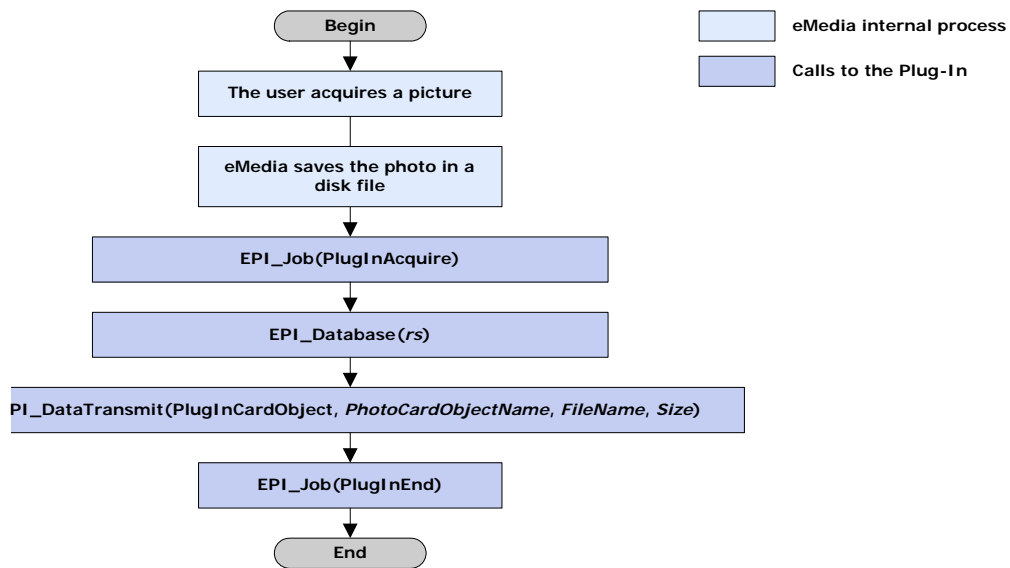 Begin
eMedia internal process
Calls to the Plug-In
The user acquires a picture
eMedia saves the photo in a
disk file
EPI_Job(PlugInAcquire)
EPI_Database(rs)
PI_DataTransmit(PlugInCardObject, PhotoCardObjectName, FileName, Size)
EPI_Job(PlugInEnd)
End